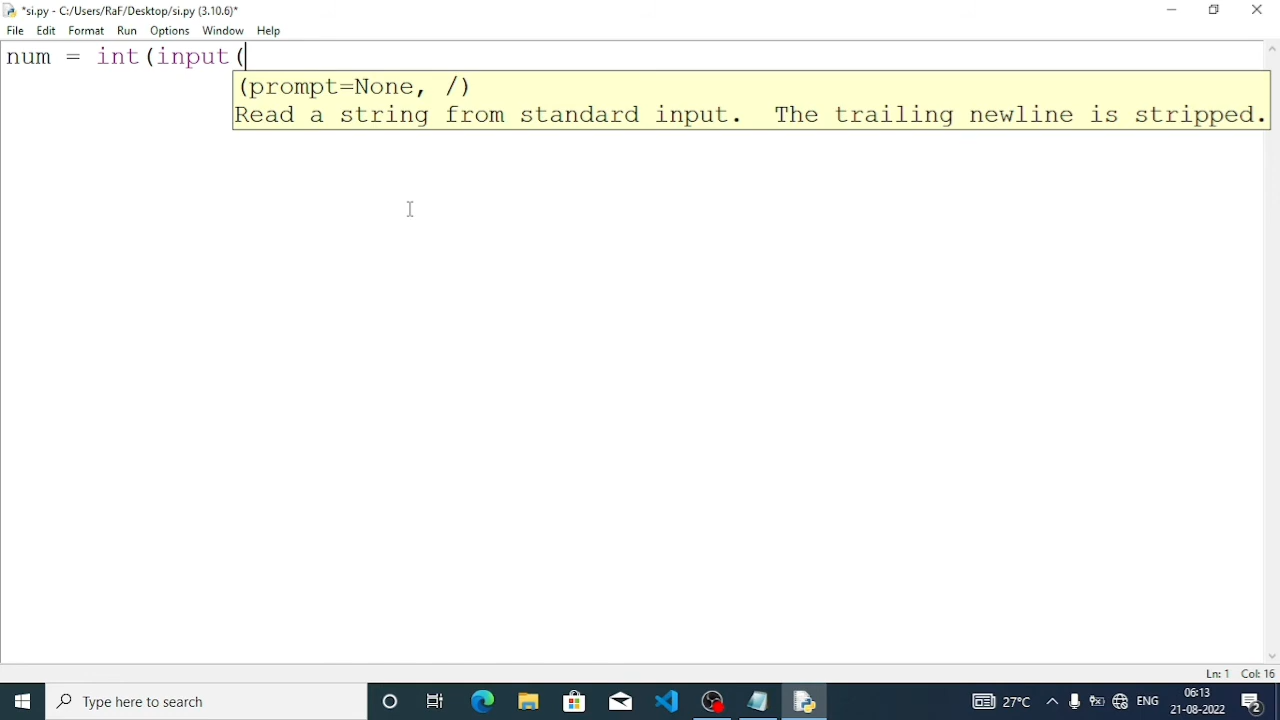 *si.py - C:/Users/RaF/Desktop/si.py (3.10.6)*
File Edit Format Run Options Window Help
num = int(input(
(prompt=None, /)
Read a string from standard input.  The trailing newline is stripped.
Ln: 1 Col: 16
Type here to search
27°C
ENG
06:13
21-08-2022
2